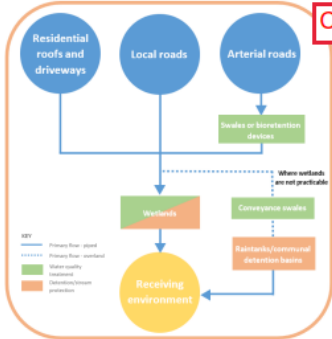 Residential
roofs and
driveways
Local roads
Arterial roads
Swales or bioretention
devices
Where wetlands
are not practicable
Wetlands
Conveyance swales
Raintanks/communal
detention basins
Receiving
environment
KEY
Primary flow - piped
Primary flow - overland
Water quality
treatment
Detention/stream
protection